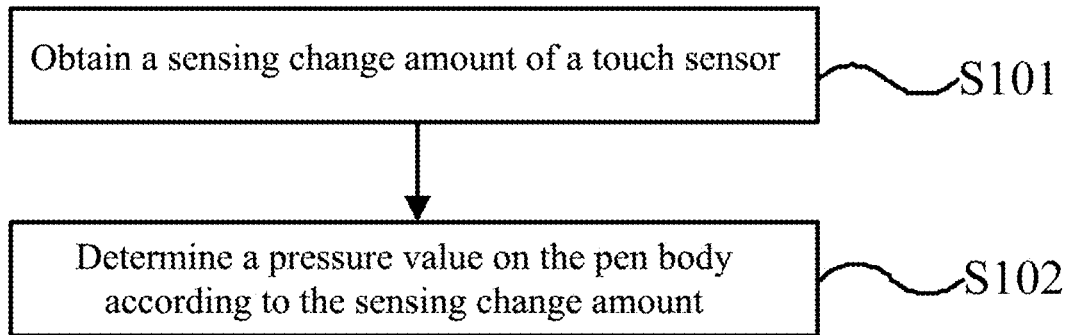 Obtain a sensing change amount of a touch sensor
S101
Determine a pressure value on the pen body
according to the sensing change amount
S102